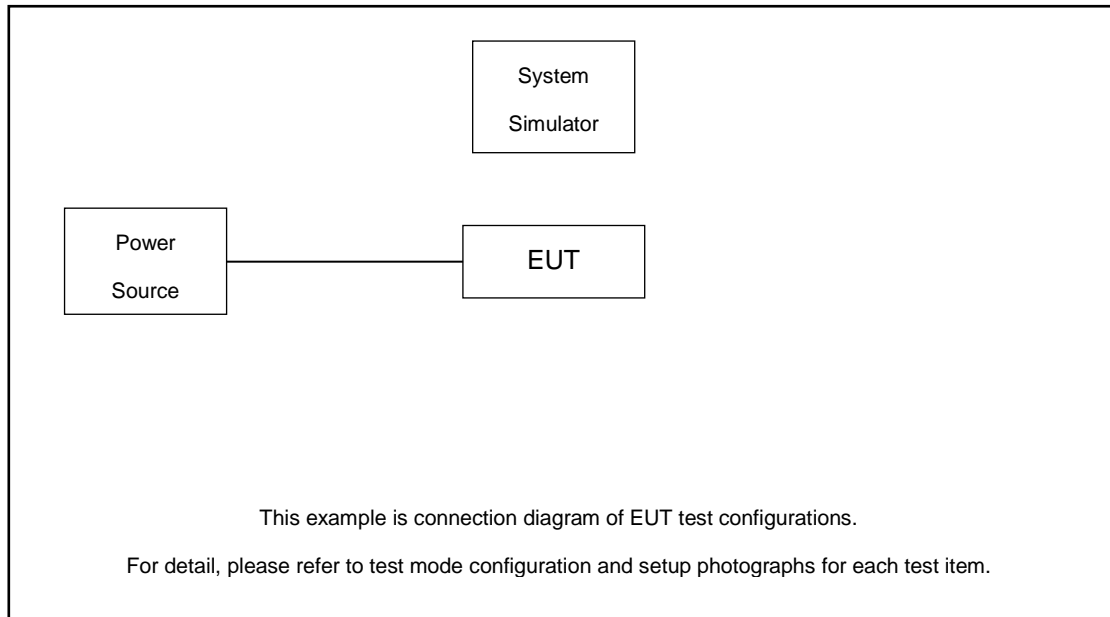 System
Simulator
Power
Source
EUT
This example is connection diagram of EUT test configurations.
For detail, please refer to test mode configuration and setup photographs for each test item.